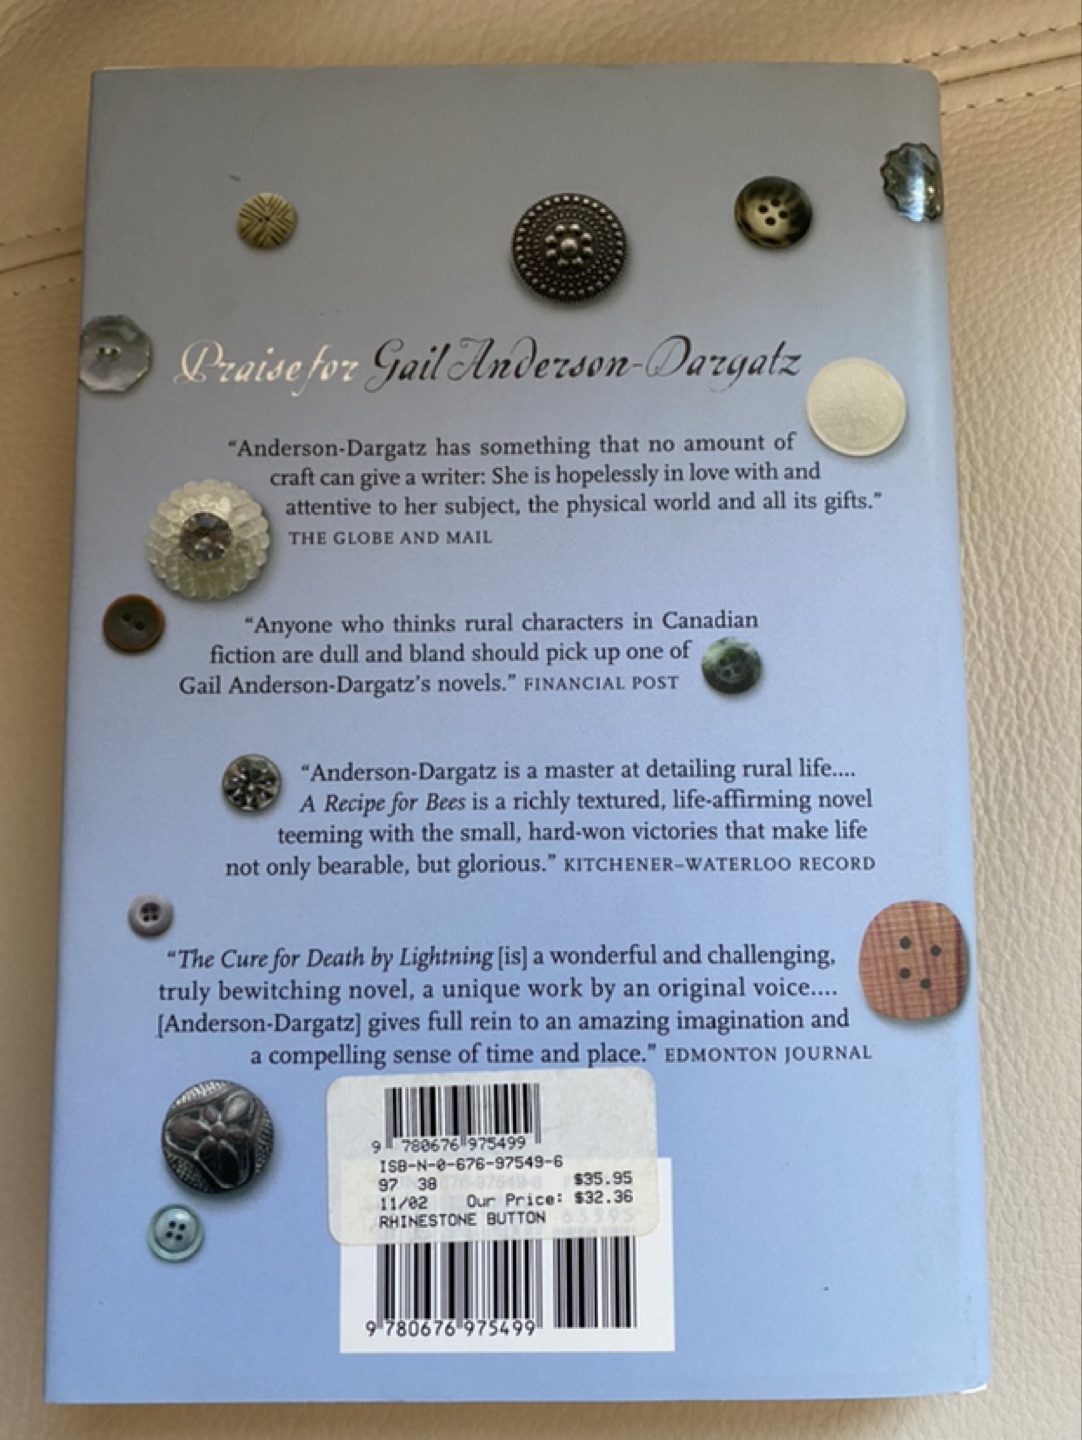 Praise for Gail Anderson-Dargatz
“Anderson-Dargatz has something that no amount of
craft can give a writer: She is hopelessly in love with and
attentive to her subject, the physical world and all its gifts.”
THE GLOBE AND MAIL
“Anyone who thinks rural characters in Canadian
fiction are dull and bland should pick up one of
Gail Anderson-Dargatz’s novels.” FINANCIAL POST
“Anderson-Dargatz is a master at detailing rural life....
A Recipe for Bees is a richly textured, life-affirming novel
teeming with the small, hard-won victories that make life
not only bearable, but glorious.” KITCHENER–WATERLOO RECORD
“The Cure for Death by Lightning [is] a wonderful and challenging,
truly bewitching novel, a unique work by an original voice....
[Anderson-Dargatz] gives full rein to an amazing imagination and
a compelling sense of time and place.” EDMONTON JOURNAL
9 780676 975499
ISB-N-0-676-97549-6
97 38 $35.95
11/02 Our Price: $32.36
RHINESTONE BUTTON
9 780676 975499